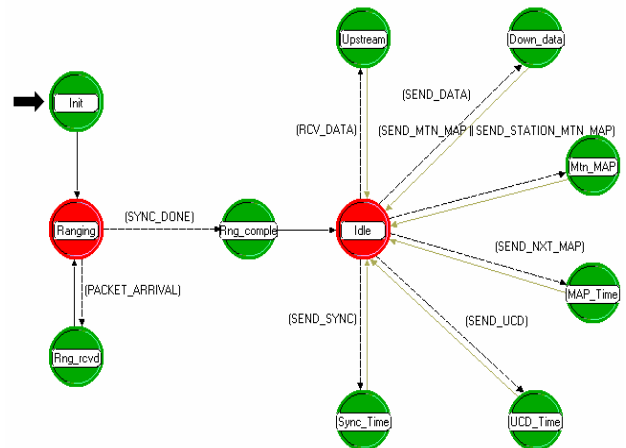 Upstream
Down_data
Init
(SEND_DATA)
(RCV_DATA)
(SEND_MTN_MAP)
(SEND_STATION_MTN_MAP)
Mtn_MAP
(SYNC_DONE)
Ranging
Rng_comple
Idle
(SEND_NXT_MAP)
(PACKET_ARRIVAL)
MAP_Time
(SEND_SYNC)
(SEND_UCD)
Rng_rcvd
Sync_Time
UCD_Time